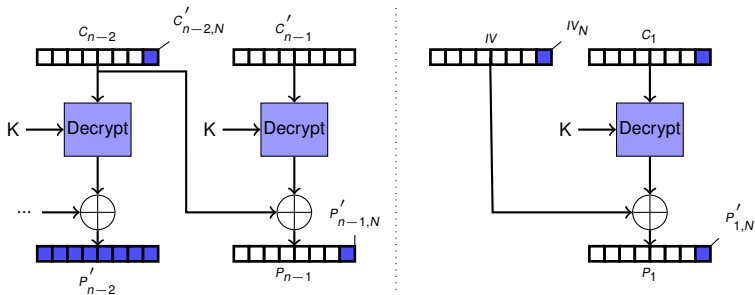 C_{n−2}
C'_{n−2,N}
C'_{n−1}
IV
IV_N
C_1
K
Decrypt
K
Decrypt
K
Decrypt
...
P'_{n−1,N}
P'_{1,N}
P'_{n−2}
P_{n−1}
P_1